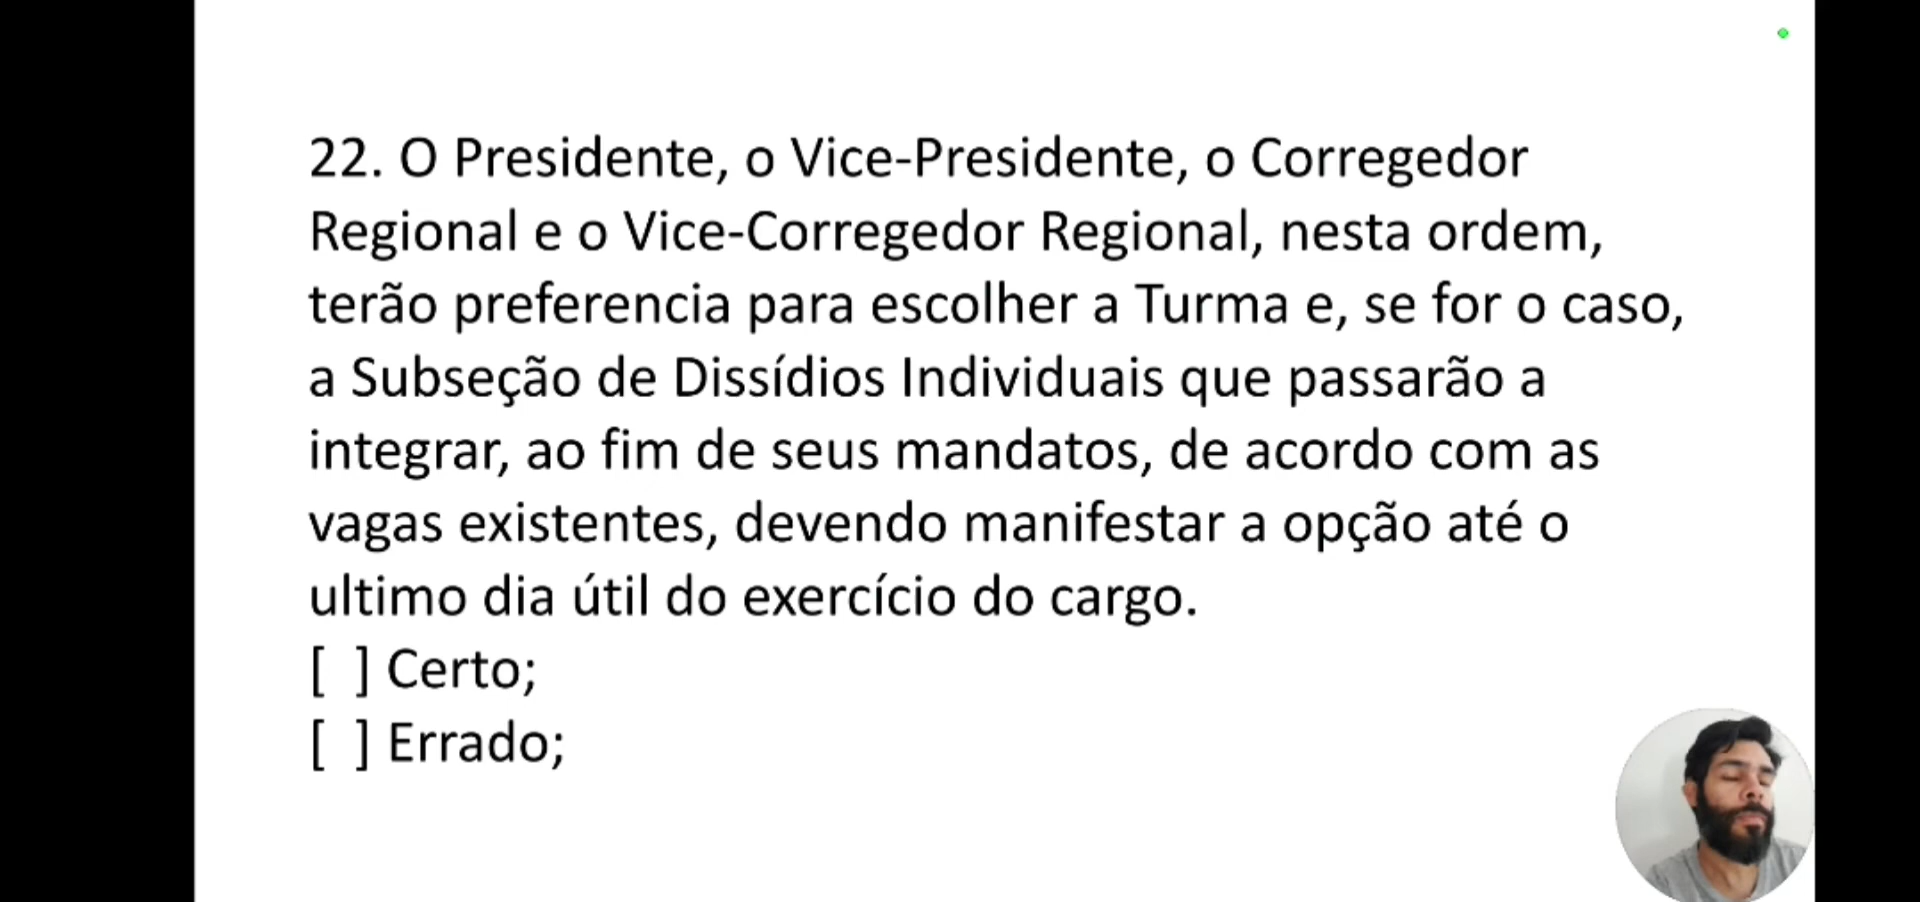 22. O Presidente, o Vice-Presidente, o Corregedor
Regional e o Vice-Corregedor Regional, nesta ordem,
terão preferencia para escolher a Turma e, se for o caso,
a Subseção de Dissídios Individuais que passarão a
integrar, ao fim de seus mandatos, de acordo com as
vagas existentes, devendo manifestar a opção até o
ultimo dia útil do exercício do cargo.
[ ] Certo;
[ ] Errado;